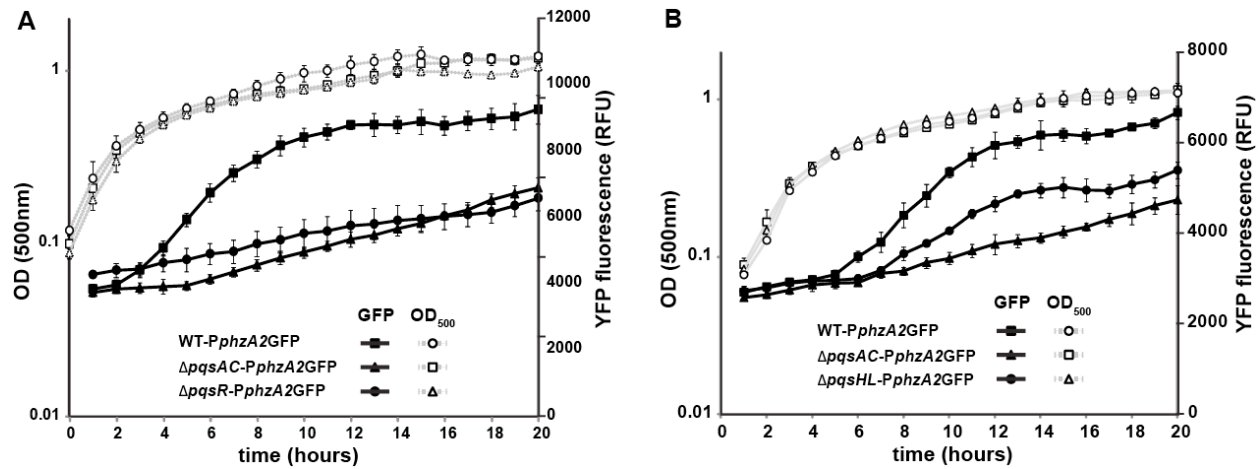 A
OD (500nm)
1
0.1
0.01
12000
10000
8000
6000
4000
2000
0
YFP fluorescence (RFU)
GFP OD500
WT-PphzA2GFP
ΔpqsAC-PphzA2GFP
ΔpqsR-PphzA2GFP
0 2 4 6 8 10 12 14 16 18 20
time (hours)
B
OD (500nm)
1
0.1
0.01
8000
6000
4000
2000
0
YFP fluorescence (RFU)
GFP OD500
WT-PphzA2GFP
ΔpqsAC-PphzA2GFP
ΔpqsHL-PphzA2GFP
0 2 4 6 8 10 12 14 16 18 20
time (hours)